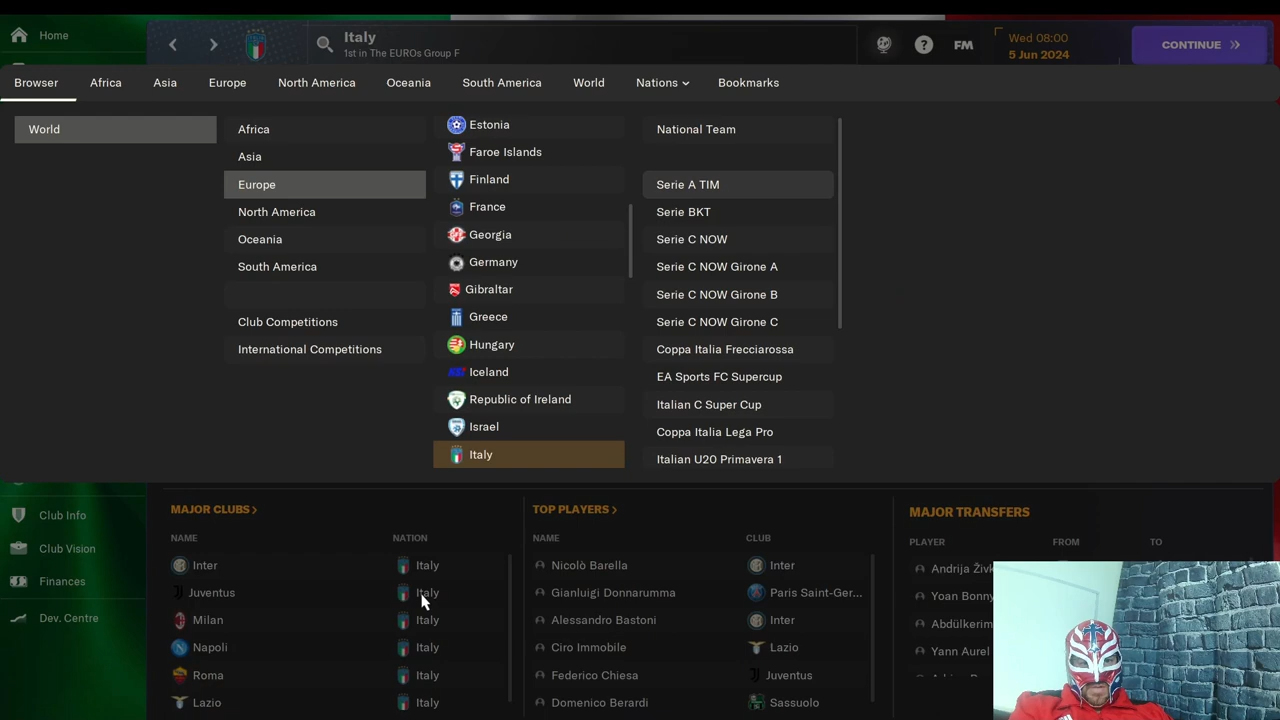 Home
Italy
1st in The EUROs Group F
?
FM
Wed 08:00
5 Jun 2024
CONTINUE
Browser
Africa
Asia
Europe
North America
Oceania
South America
World
Nations
Bookmarks
World
Africa
Asia
Europe
North America
Oceania
South America
Club Competitions
International Competitions
Estonia
Faroe Islands
Finland
France
Georgia
Germany
Gibraltar
Greece
Hungary
Iceland
Republic of Ireland
Israel
Italy
National Team
Serie A TIM
Serie BKT
Serie C NOW
Serie C NOW Girone A
Serie C NOW Girone B
Serie C NOW Girone C
Coppa Italia Frecciarossa
EA Sports FC Supercup
Italian C Super Cup
Coppa Italia Lega Pro
Italian U20 Primavera 1
Club Info
Club Vision
Finances
Dev. Centre
MAJOR CLUBS >
NAME NATION
Inter Italy
Juventus Italy
Milan Italy
Napoli Italy
Roma Italy
Lazio Italy
TOP PLAYERS >
NAME CLUB
Nicolò Barella Inter
Gianluigi Donnarumma Paris Saint-Ger...
Alessandro Bastoni Inter
Ciro Immobile Lazio
Federico Chiesa Juventus
Domenico Berardi Sassuolo
MAJOR TRANSFERS
PLAYER FROM TO
Andrija Živk
Yoan Bonny
Abdülkerim
Yann Aurel